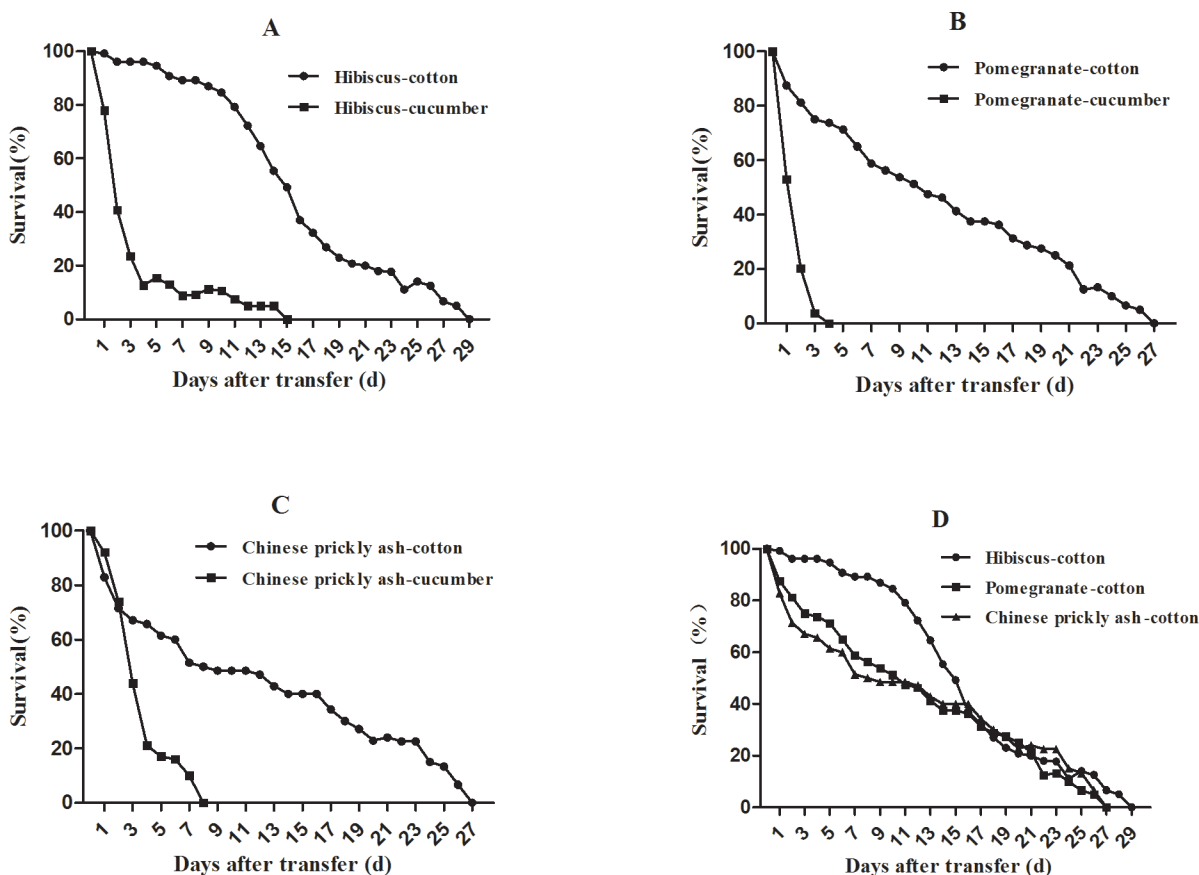 A
Hibiscus-cotton
Hibiscus-cucumber
Survival(%)
100
80
60
40
20
0
1 3 5 7 9 11 13 15 17 19 21 23 25 27 29
Days after transfer (d)
B
Pomegranate-cotton
Pomegranate-cucumber
Survival(%)
100
80
60
40
20
0
1 3 5 7 9 11 13 15 17 19 21 23 25 27
Days after transfer (d)
C
Chinese prickly ash-cotton
Chinese prickly ash-cucumber
Survival(%)
100
80
60
40
20
0
1 3 5 7 9 11 13 15 17 19 21 23 25 27
Days after transfer (d)
D
Hibiscus-cotton
Pomegranate-cotton
Chinese prickly ash-cotton
Survival (%)
100
80
60
40
20
0
1 3 5 7 9 11 13 15 17 19 21 23 25 27 29
Days after transfer (d)